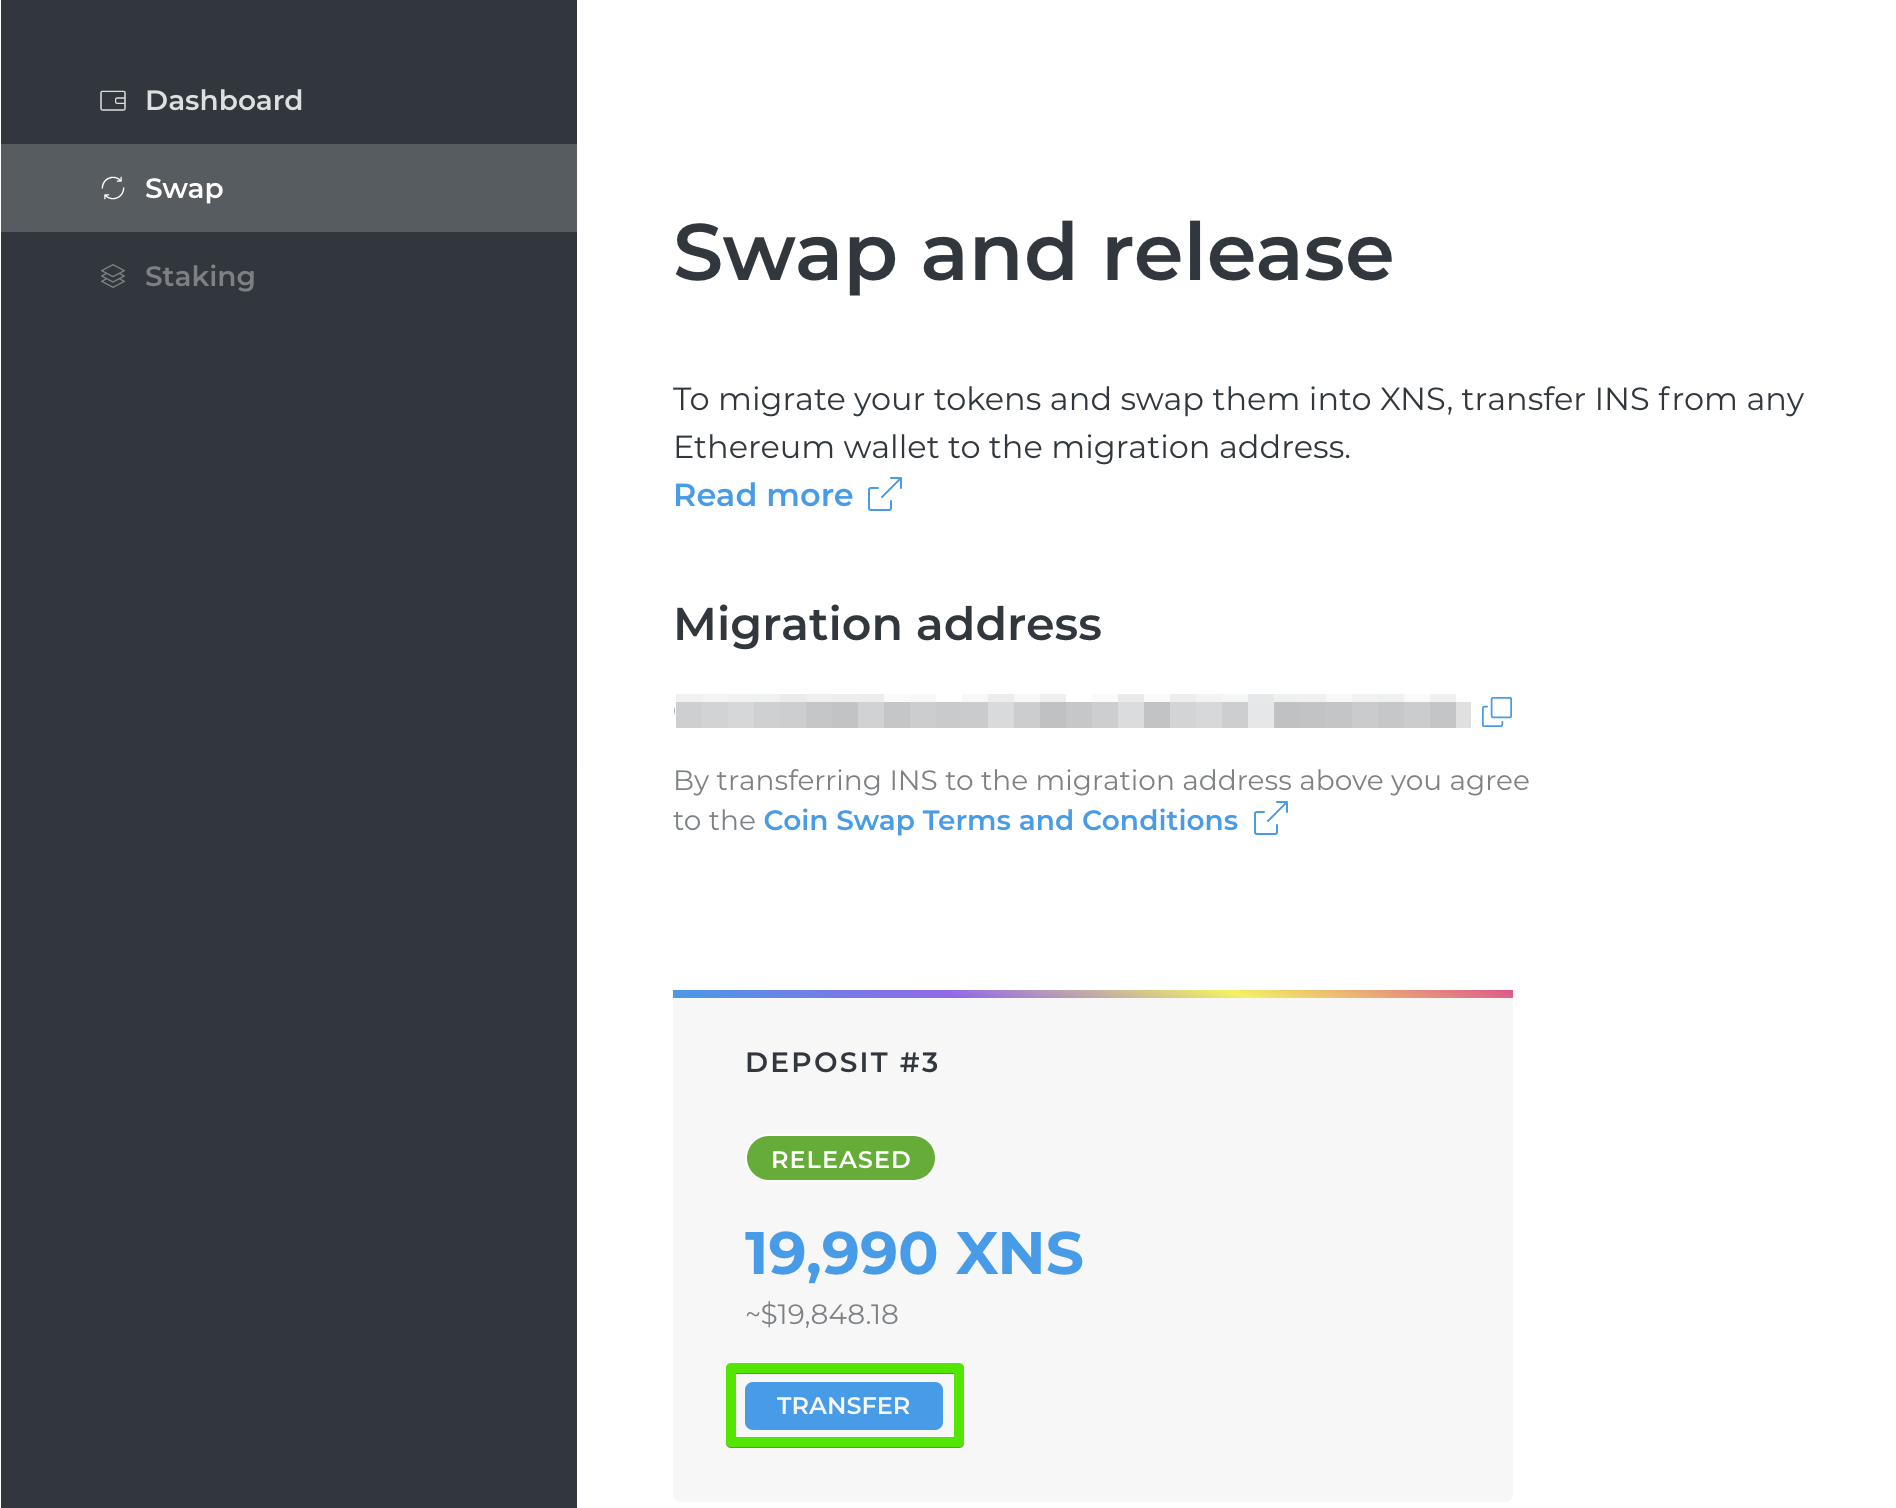 Dashboard
Swap
Staking
Swap and release
To migrate your tokens and swap them into XNS, transfer INS from any
Ethereum wallet to the migration address.
Read more
Migration address
By transferring INS to the migration address above you agree
to the Coin Swap Terms and Conditions
DEPOSIT #3
RELEASED
19,990 XNS
~$19,848.18
TRANSFER